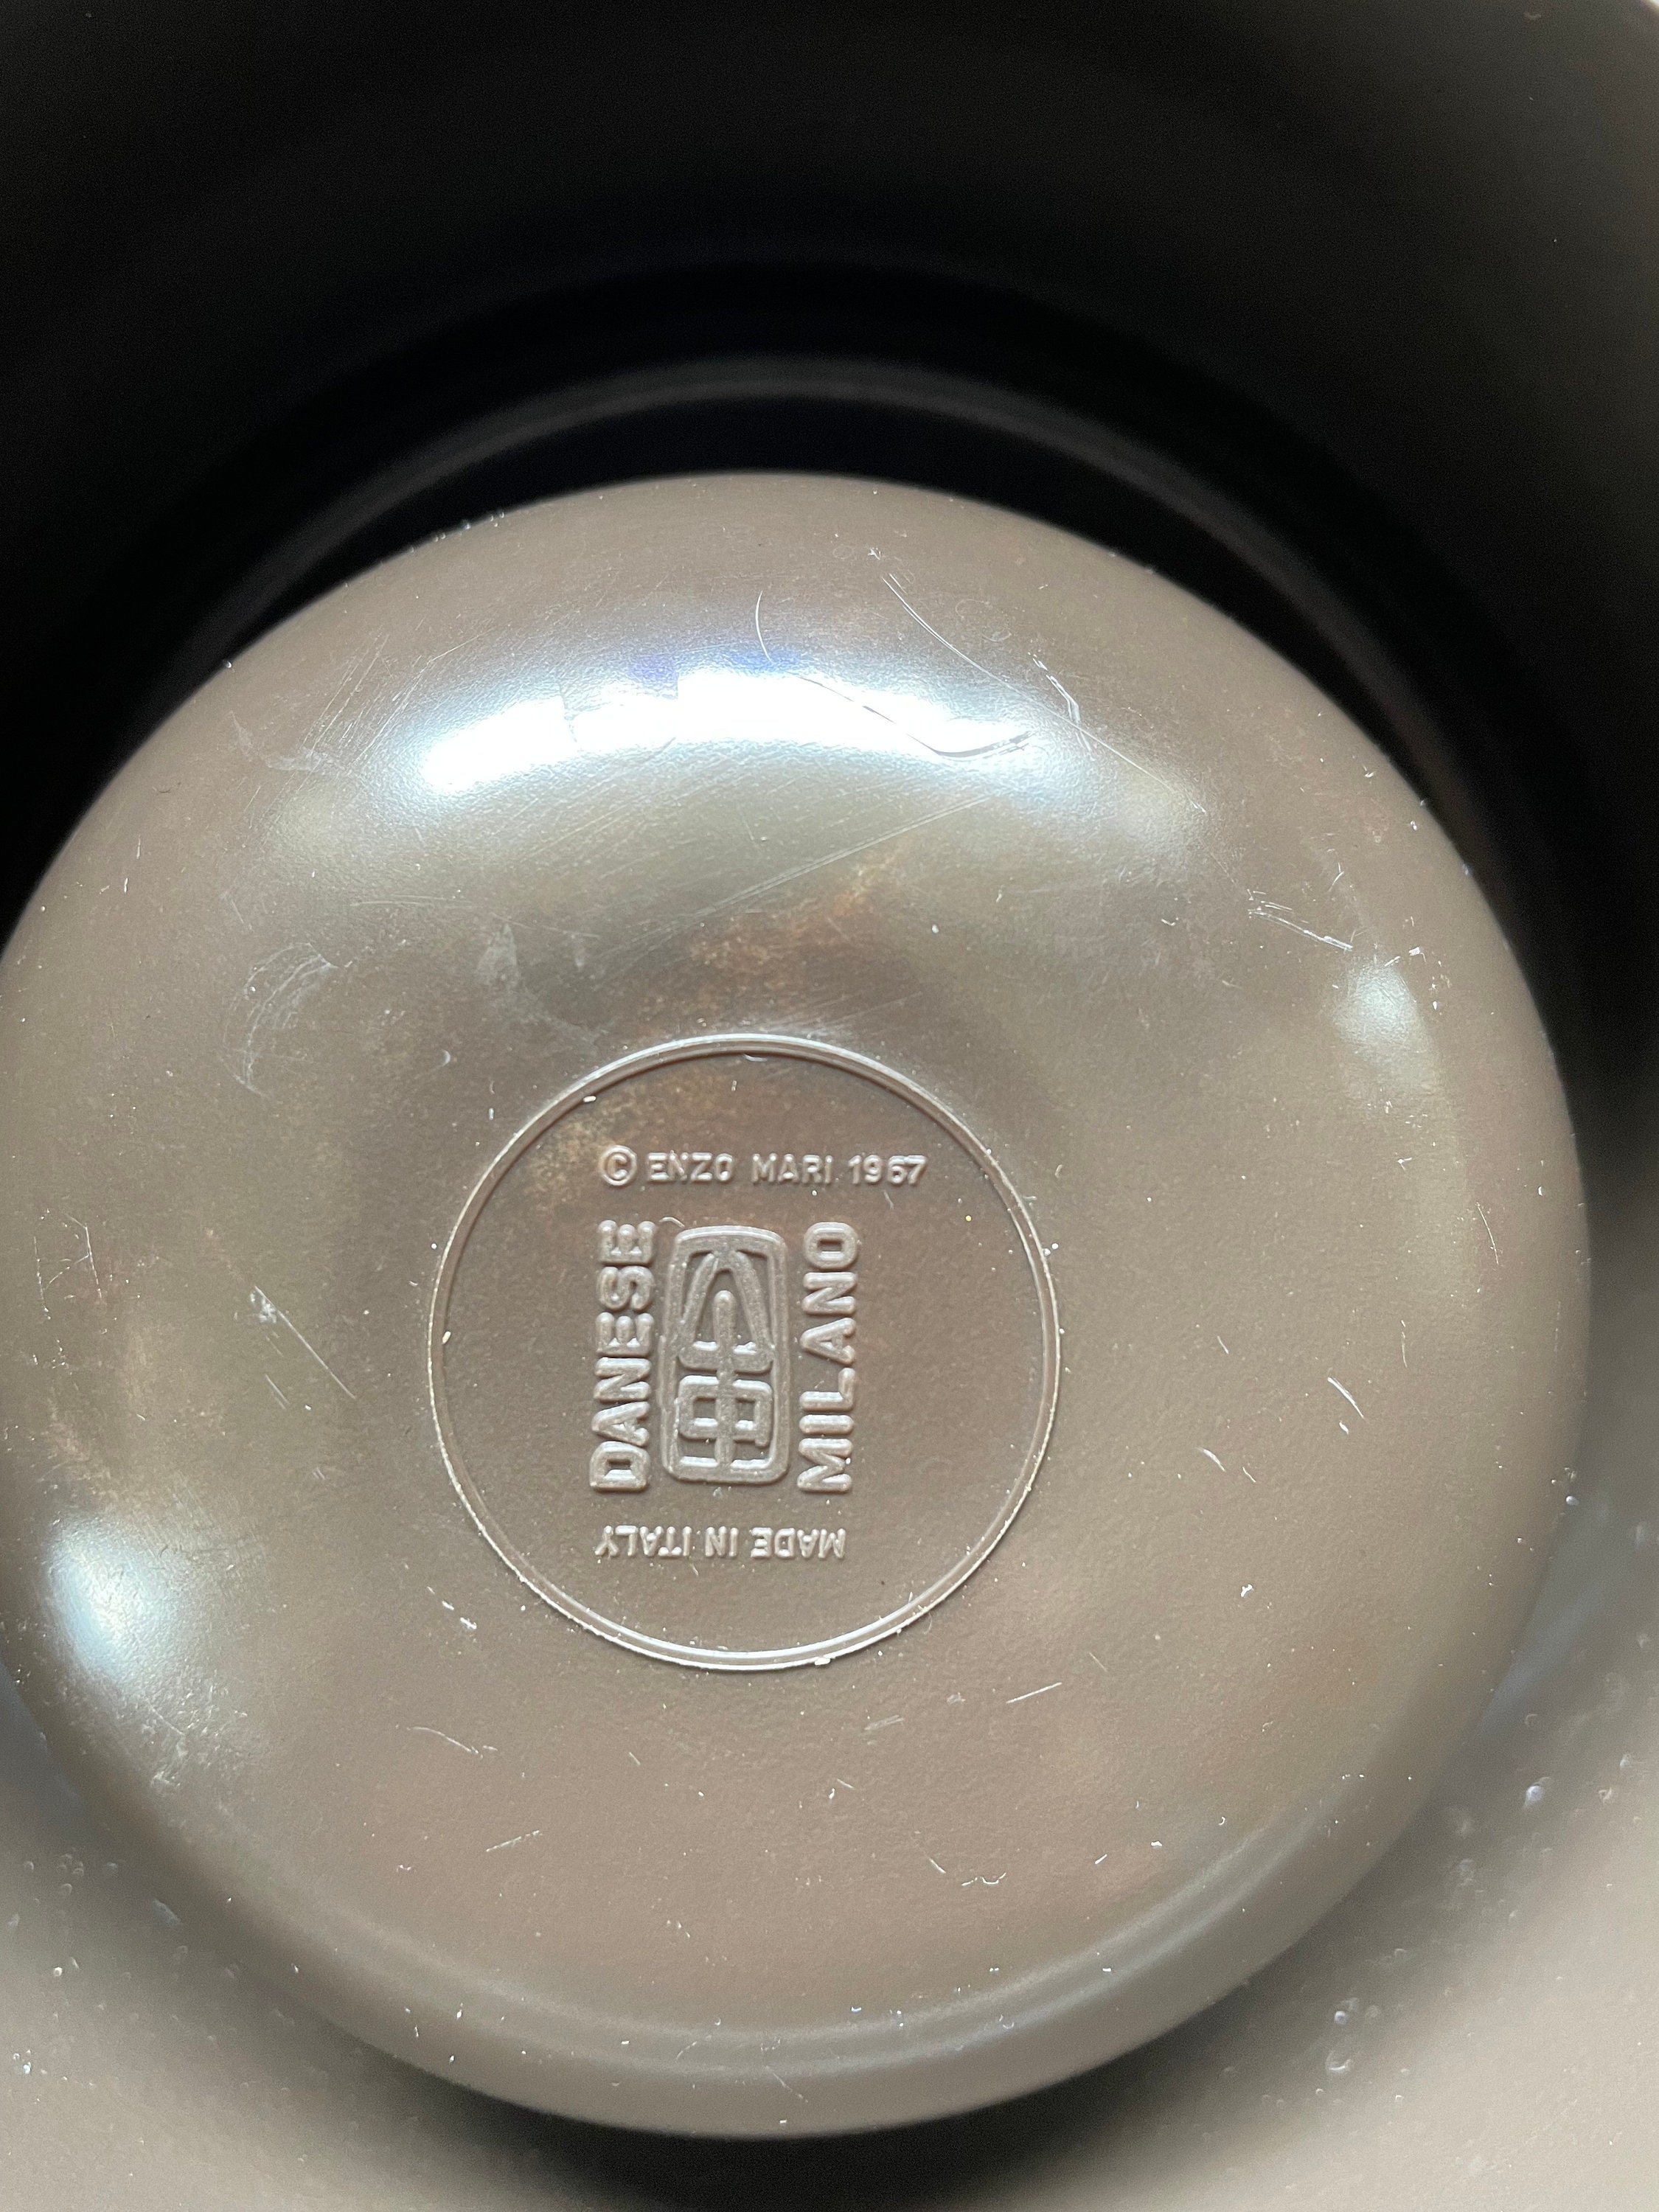 © ENZO MARI 1967
DANESE
MILANO
MADE IN ITALY